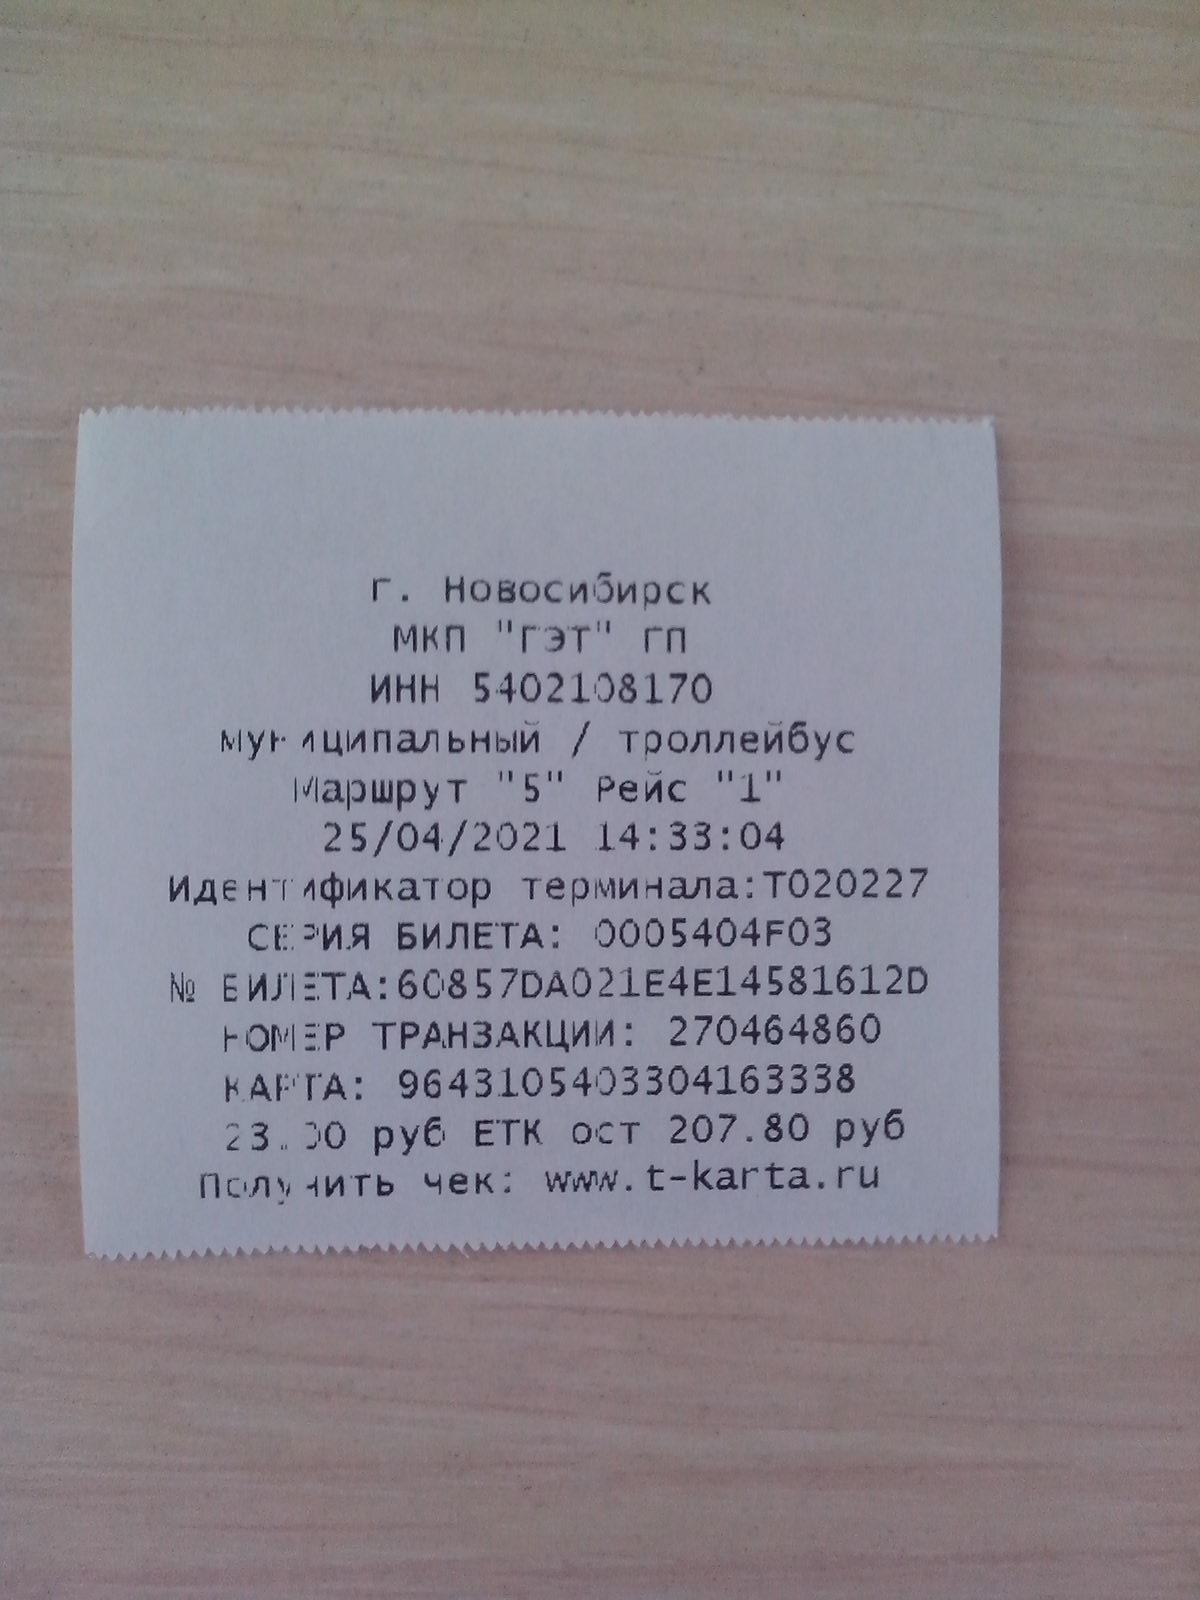 г. Новосибирск
МКП "ГЭТ" ГП
ИНН 5402108170
муниципальный / троллейбус
Маршрут "5" Рейс "1"
25/04/2021 14:33:04
Идентификатор терминала:T020227
СЕРИЯ БИЛЕТА: 0005404F03
№ БИЛЕТА:60857DA021E4E14581612D
НОМЕР ТРАНЗАКЦИИ: 270464860
КАРТА: 9643105403304163338
23.00 руб ЕТК ост 207.80 руб
Получить чек: www.t-karta.ru